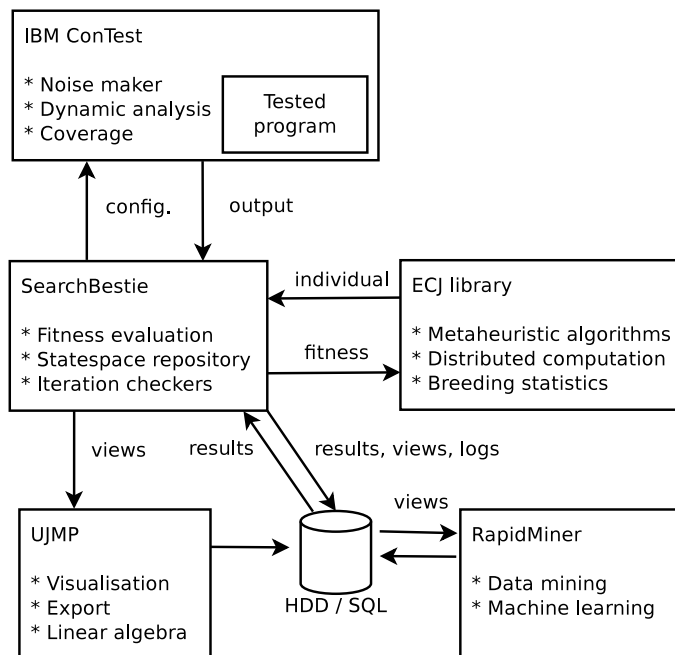 IBM ConTest
* Noise maker
* Dynamic analysis
* Coverage
Tested
program
config.
output
SearchBestie
* Fitness evaluation
* Statespace repository
* Iteration checkers
individual
fitness
ECJ library
* Metaheuristic algorithms
* Distributed computation
* Breeding statistics
views
results
results, views, logs
views
UJMP
* Visualisation
* Export
* Linear algebra
HDD / SQL
RapidMiner
* Data mining
* Machine learning